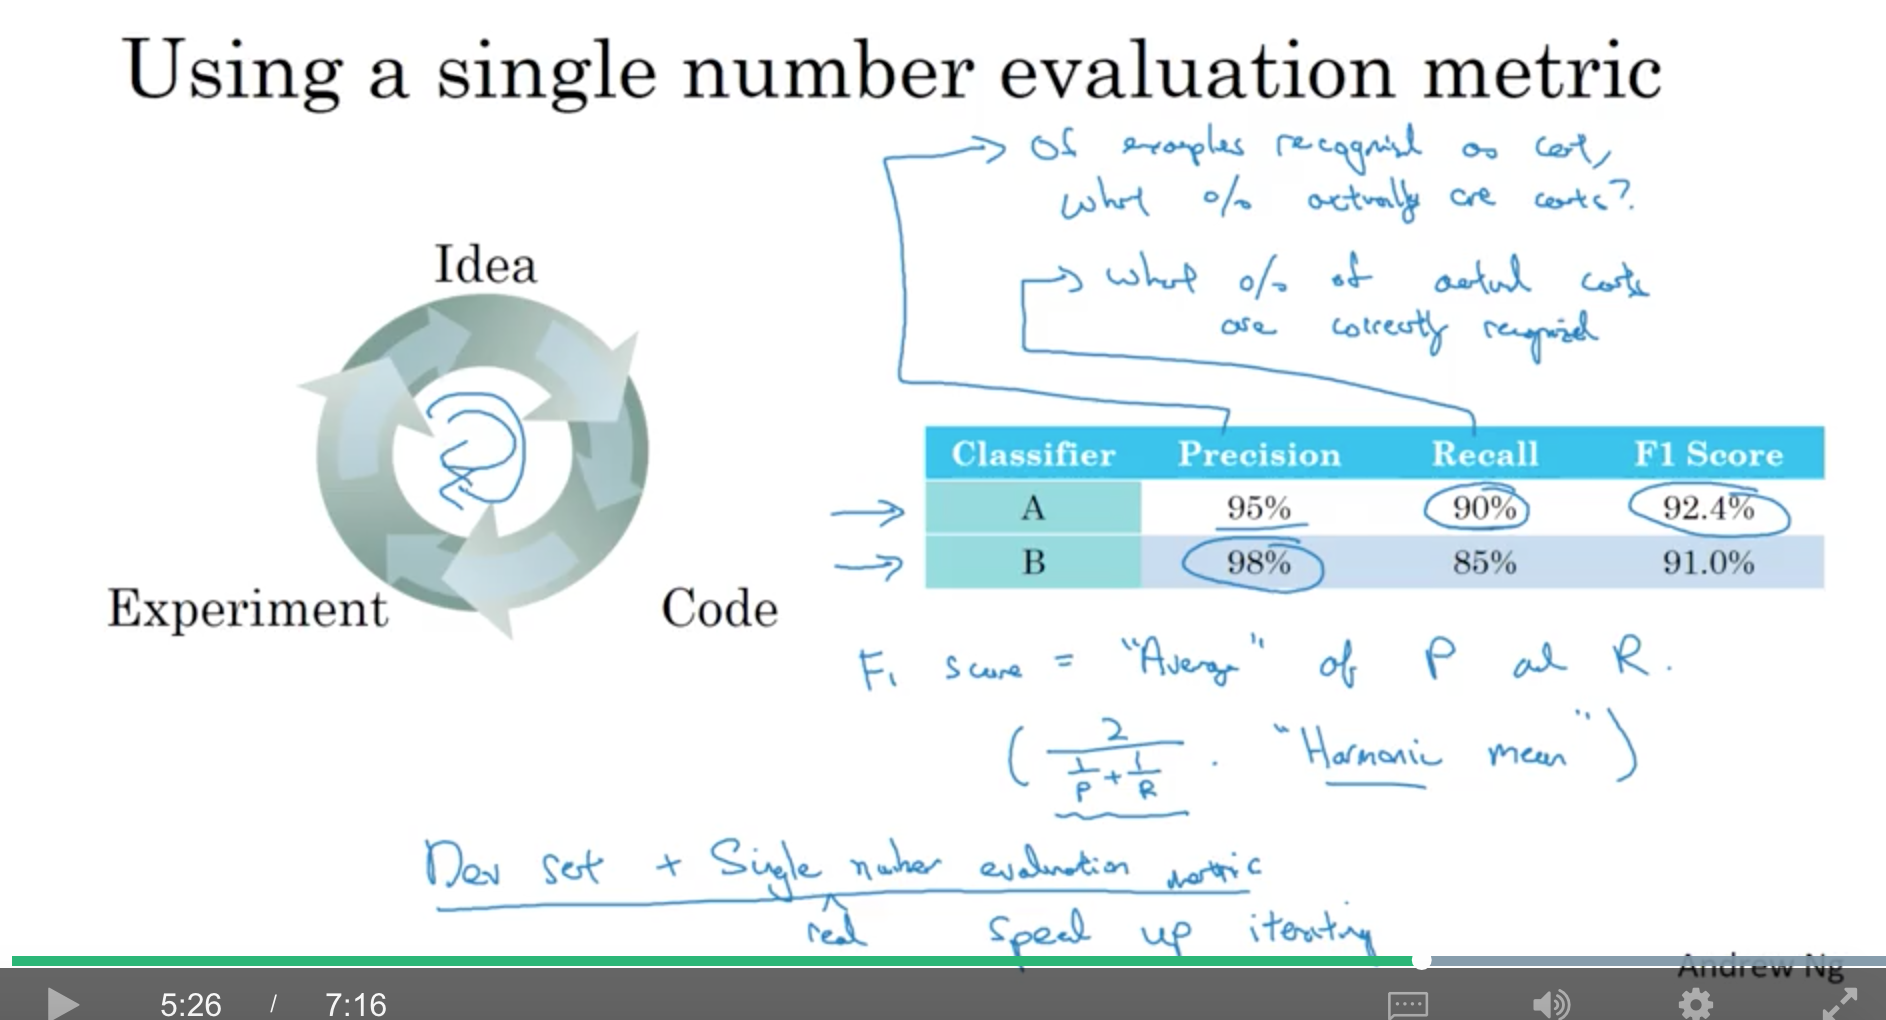 Using a single number evaluation metric
Of examples recognized as cat,
what % actually are cats?
what % of actual cats
are correctly recognized
Idea
Experiment
Code
Classifier Precision Recall F1 Score
A 95% 90% 92.4%
B 98% 85% 91.0%
F1 score = "Average" of P and R.
( 2 / (1/P + 1/R) . "Harmonic mean" )
Dev set + Single number evaluation metric
real speed up iterating
Andrew Ng
5:26 / 7:16